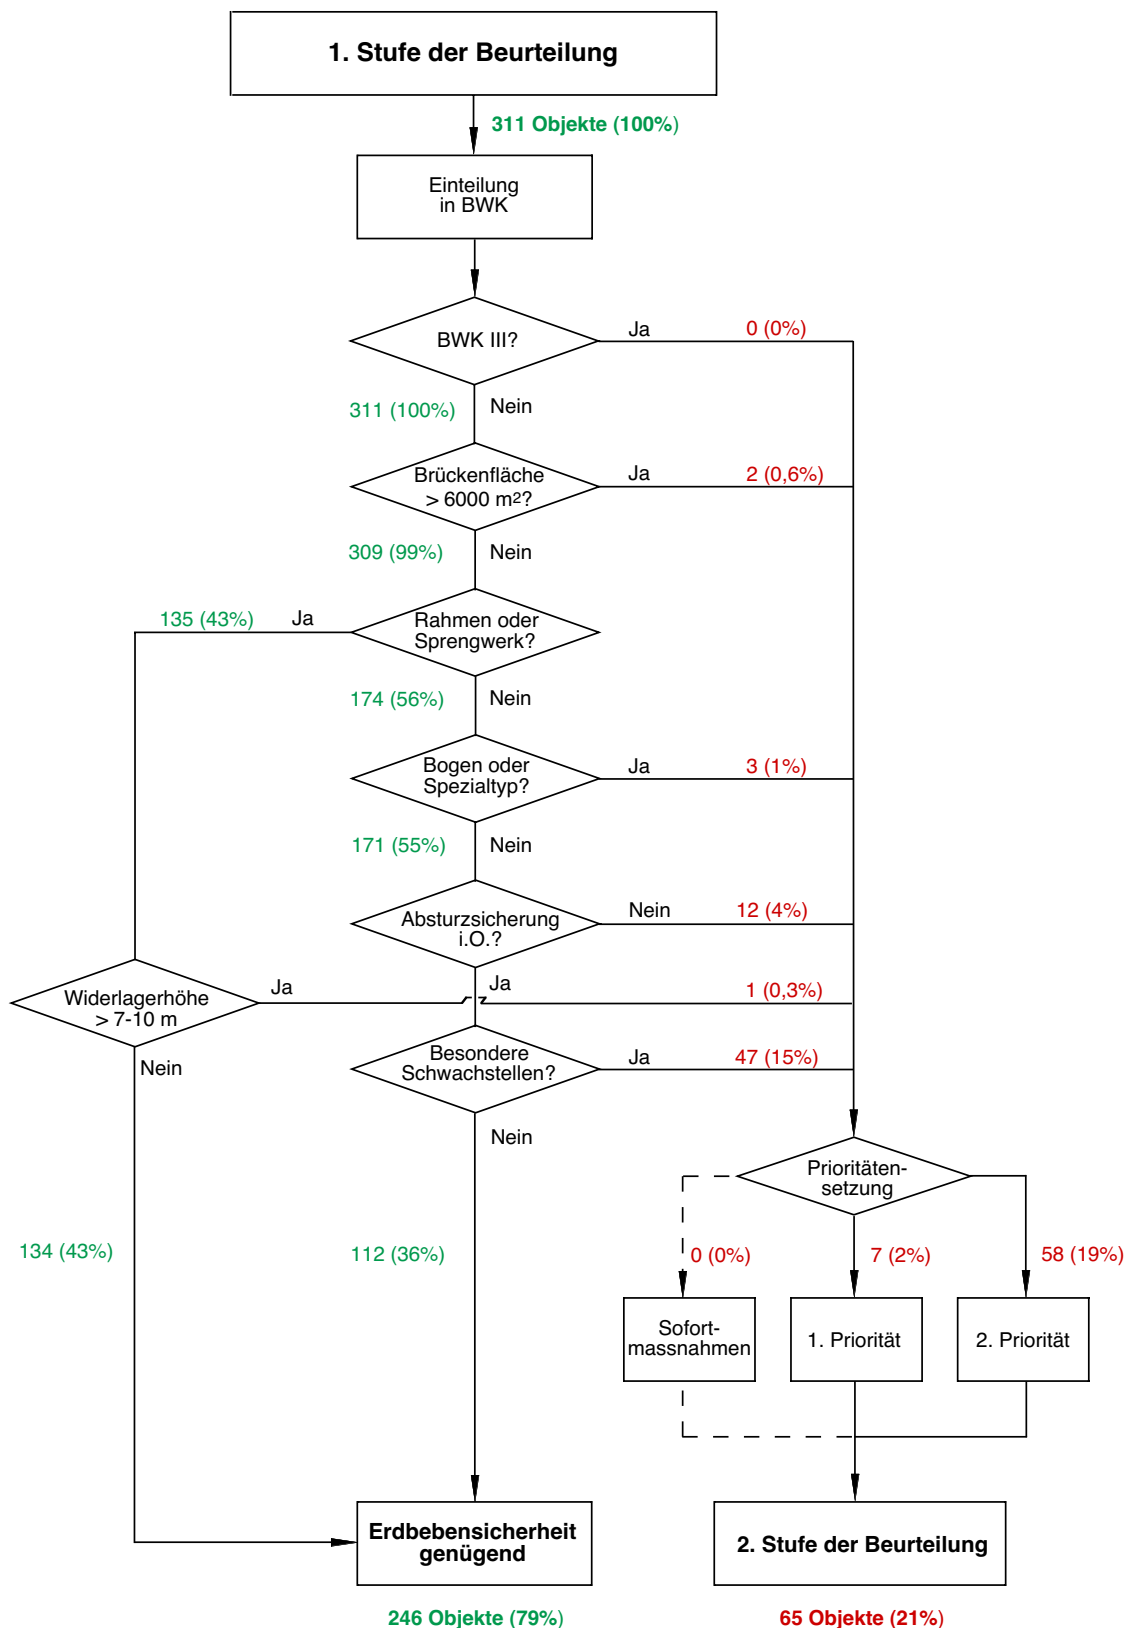 1. Stufe der Beurteilung
311 Objekte (100%)
Einteilung
in BWK
BWK III?
Ja
0 (0%)
311 (100%)
Nein
Brückenfläche
> 6000 m2?
Ja
2 (0,6%)
309 (99%)
Nein
135 (43%)
Ja
Rahmen oder
Sprengwerk?
174 (56%)
Nein
Bogen oder
Spezialtyp?
Ja
3 (1%)
171 (55%)
Nein
Absturzsicherung
i.O.?
Nein
12 (4%)
Ja
Widerlagerhöhe
> 7-10 m
Ja
1 (0,3%)
Nein
Besondere
Schwachstellen?
Ja
47 (15%)
Nein
Prioritäten-
setzung
134 (43%)
112 (36%)
0 (0%)
7 (2%)
58 (19%)
Sofort-
massnahmen
1. Priorität
2. Priorität
Erdbebensicherheit
genügend
2. Stufe der Beurteilung
246 Objekte (79%)
65 Objekte (21%)